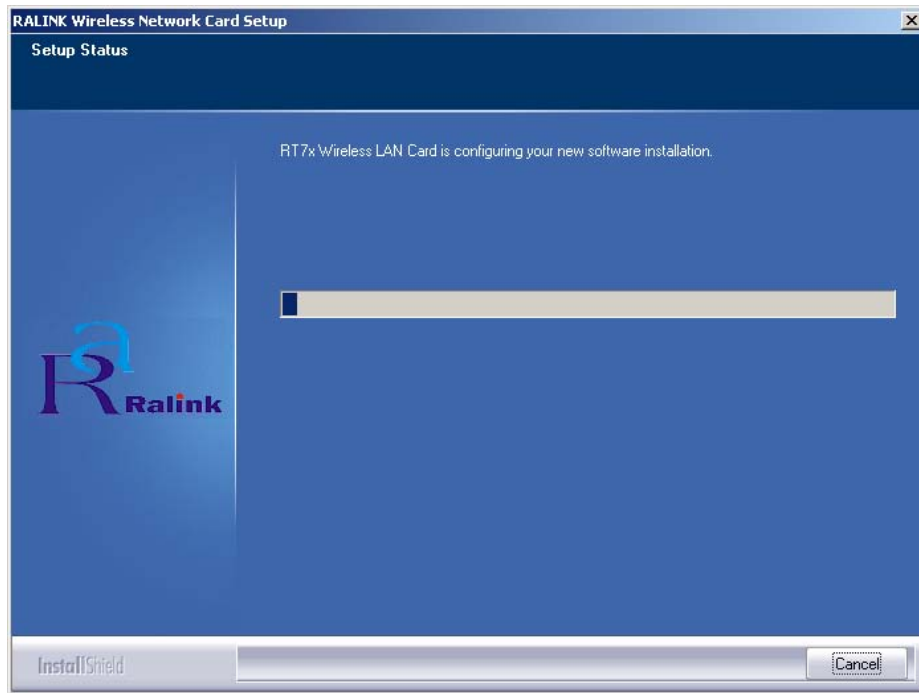 RALINK Wireless Network Card Setup
Setup Status
RT7x Wireless LAN Card is configuring your new software installation.
Ra
Ralink
InstallShield
Cancel